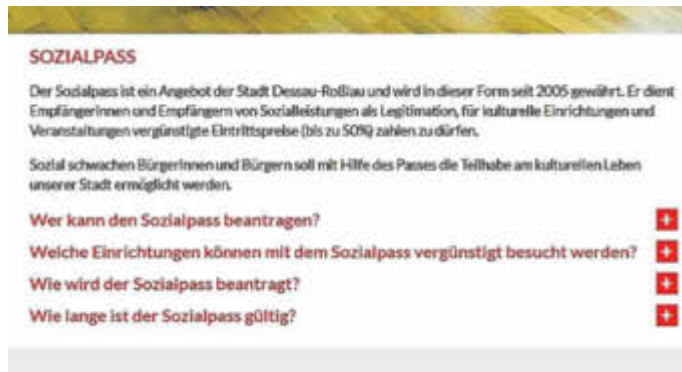 SOZIALPASS
Der Sozialpass ist ein Angebot der Stadt Dessau-Roßlau und wird in dieser Form seit 2005 gewährt. Er dient
Empfängerinnen und Empfängern von Sozialleistungen als Legitimation, für kulturelle Einrichtungen und
Veranstaltungen vergünstigte Eintrittspreise (bis zu 50%) zahlen zu dürfen.
Sozial schwachen Bürgerinnen und Bürgern soll mit Hilfe des Passes die Teilhabe am kulturellen Leben
unserer Stadt ermöglicht werden.
Wer kann den Sozialpass beantragen?
Welche Einrichtungen können mit dem Sozialpass vergünstigt besucht werden?
Wie wird der Sozialpass beantragt?
Wie lange ist der Sozialpass gültig?